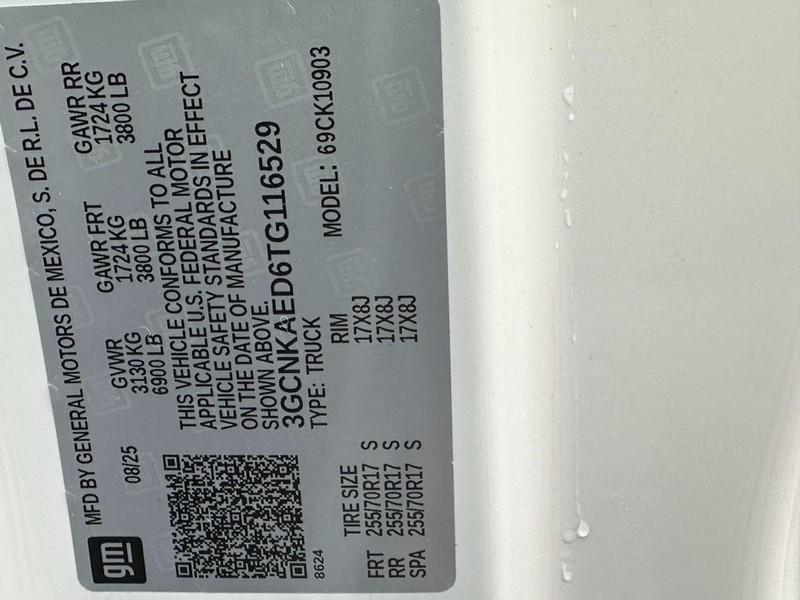 gm
MFD BY GENERAL MOTORS DE MEXICO, S. DE R.L. DE C.V.
08/25
GVWR GAWR FRT GAWR RR
3130 KG 1724 KG 1724 KG
6900 LB 3800 LB 3800 LB
THIS VEHICLE CONFORMS TO ALL
APPLICABLE U.S. FEDERAL MOTOR
VEHICLE SAFETY STANDARDS IN EFFECT
ON THE DATE OF MANUFACTURE
SHOWN ABOVE.
3GCNKAED6TG116529
TYPE: TRUCK MODEL: 69CK10903
8624
TIRE SIZE RIM
FRT 255/70R17 S 17X8J
RR 255/70R17 S 17X8J
SPA 255/70R17 S 17X8J